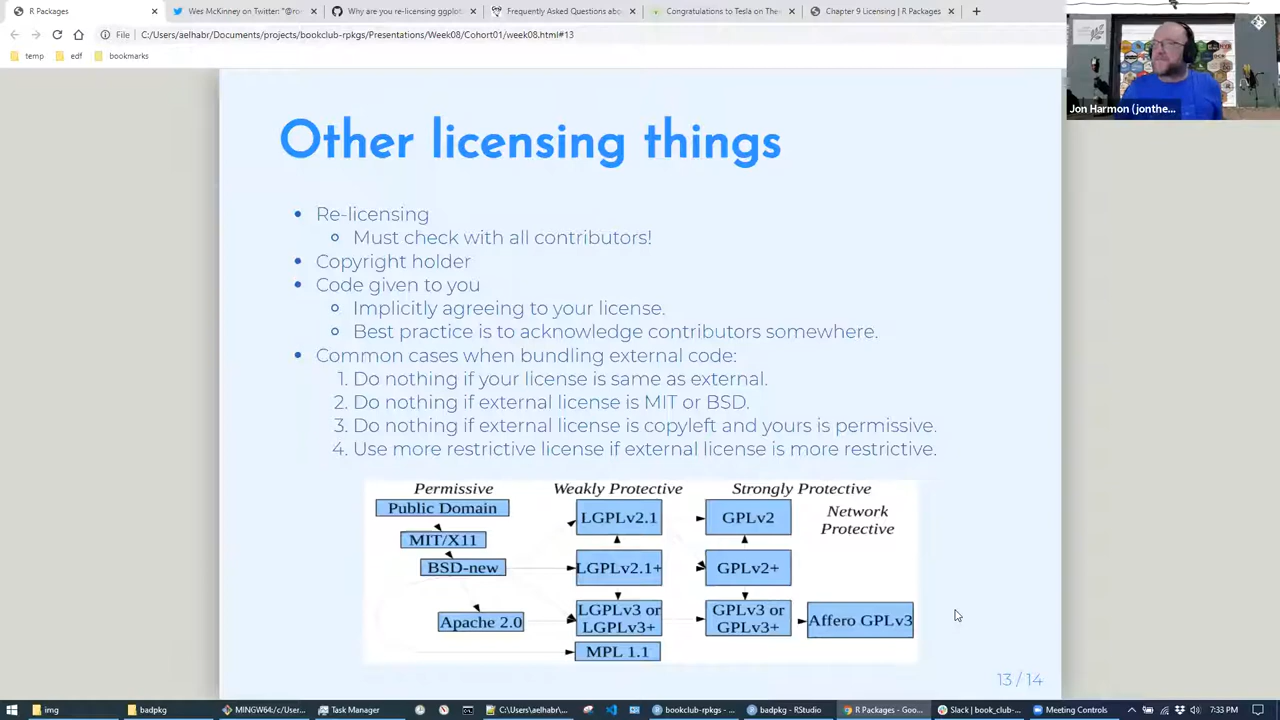 R Packages
Wes McKinney on Twitter: "@ro
Why are you re-licensing ggplot
Frequently Asked Questions abou
Congratulations to Tesla on The
Chapter 9 Licensing | R Packages
File
C:/Users/aelhabr/Documents/projects/bookclub-rpkgs/Presentations/Week08/Cohort01/week08.html#13
temp
edf
bookmarks
Jon Harmon (jonthe...
Other licensing things
Re-licensing
Must check with all contributors!
Copyright holder
Code given to you
Implicitly agreeing to your license.
Best practice is to acknowledge contributors somewhere.
Common cases when bundling external code:
1. Do nothing if your license is same as external.
2. Do nothing if external license is MIT or BSD.
3. Do nothing if external license is copyleft and yours is permissive.
4. Use more restrictive license if external license is more restrictive.
Permissive
Weakly Protective
Strongly Protective
Public Domain
LGPLv2.1
GPLv2
Network
Protective
MIT/X11
BSD-new
LGPLv2.1+
GPLv2+
Apache 2.0
LGPLv3 or
LGPLv3+
GPLv3 or
GPLv3+
Affero GPLv3
MPL 1.1
13 / 14
img
badpkg
MINGW64:/c/User...
Task Manager
C:\Users\aelhabr\...
bookclub-rpkgs - ...
badpkg - RStudio
R Packages - Goo...
Slack | book_club-...
Meeting Controls
7:33 PM